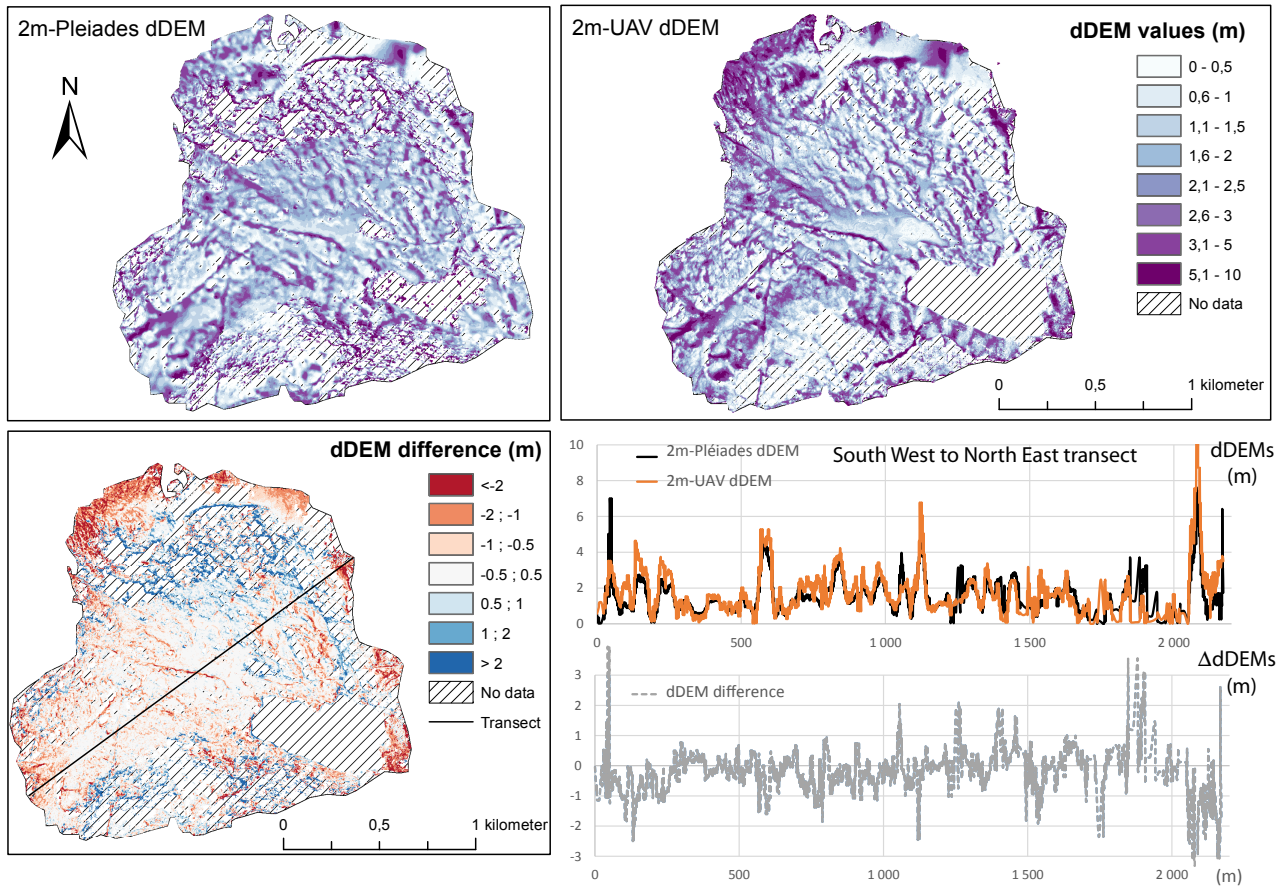 2m-Pleiades dDEM
N
2m-UAV dDEM
dDEM values (m)
0 - 0,5
0,6 - 1
1,1 - 1,5
1,6 - 2
2,1 - 2,5
2,6 - 3
3,1 - 5
5,1 - 10
No data
0 0,5 1 kilometer
dDEM difference (m)
<-2
-2 ; -1
-1 ; -0.5
-0.5 ; 0.5
0.5 ; 1
1 ; 2
> 2
No data
Transect
0 0,5 1 kilometer
South West to North East transect
dDEMs
(m)
2m-Pléiades dDEM
2m-UAV dDEM
10
8
6
4
2
0
0 500 1 000 1 500 2 000
ΔdDEMs
(m)
dDEM difference
3
2
1
0
-1
-2
-3
0 500 1 000 1 500 2 000 (m)